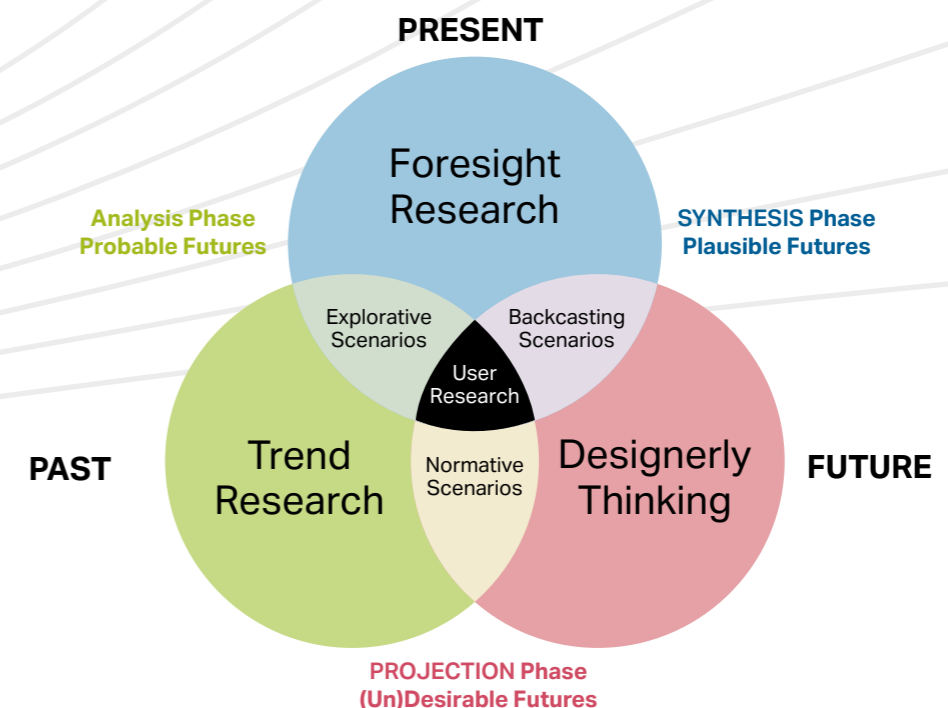 PRESENT
Foresight
Research
Analysis Phase
Probable Futures
SYNTHESIS Phase
Plausible Futures
Explorative
Scenarios
Backcasting
Scenarios
User
Research
PAST
Trend
Research
Normative
Scenarios
Designerly
Thinking
FUTURE
PROJECTION Phase
(Un)Desirable Futures